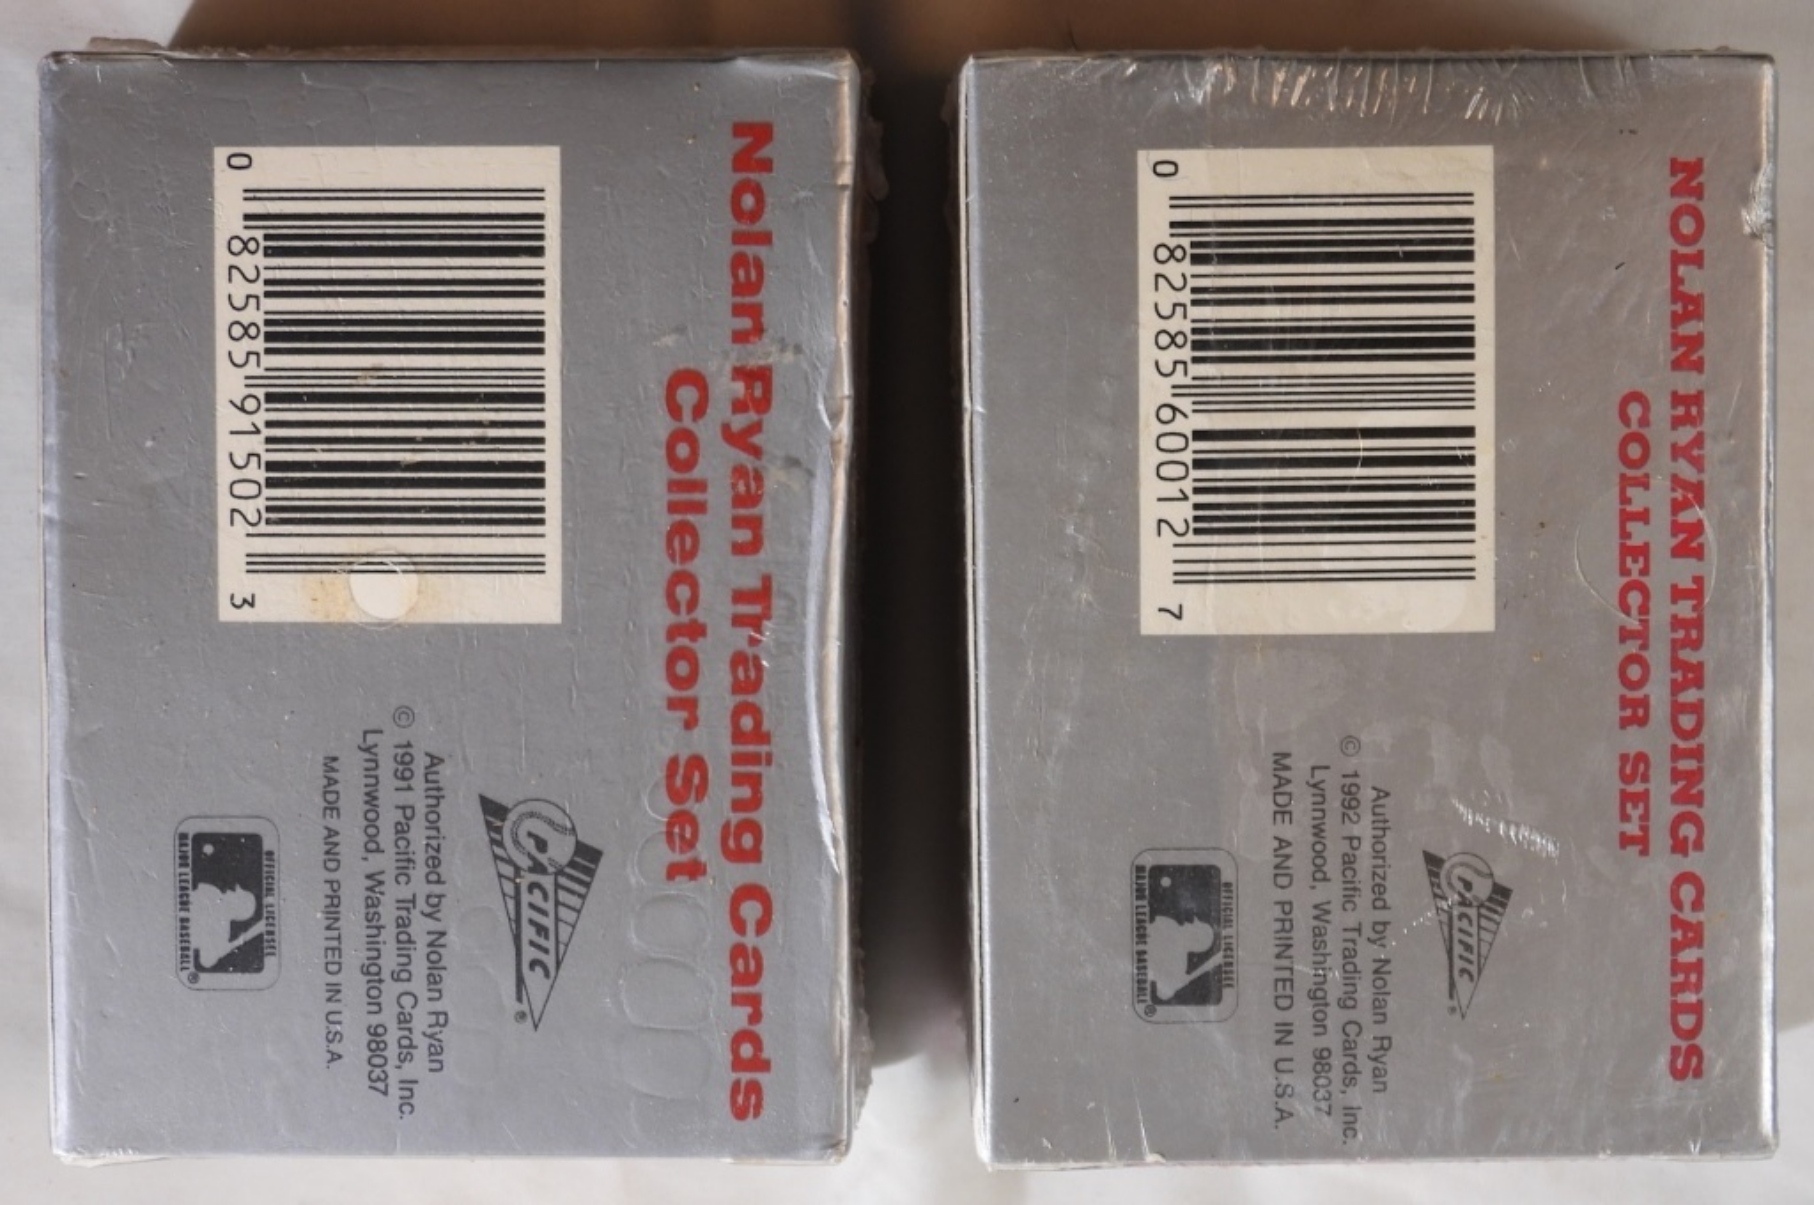 Nolan Ryan Trading Cards
Collector Set
0 82585 91502 3
PACIFIC®
Authorized by Nolan Ryan
© 1991 Pacific Trading Cards, Inc.
Lynnwood, Washington 98037
MADE AND PRINTED IN U.S.A.
OFFICIAL LICENSEE
MAJOR LEAGUE BASEBALL®
NOLAN RYAN TRADING CARDS
COLLECTOR SET
0 82585 60012 7
PACIFIC®
Authorized by Nolan Ryan
© 1992 Pacific Trading Cards, Inc.
Lynnwood, Washington 98037
MADE AND PRINTED IN U.S.A.
OFFICIAL LICENSEE
MAJOR LEAGUE BASEBALL®